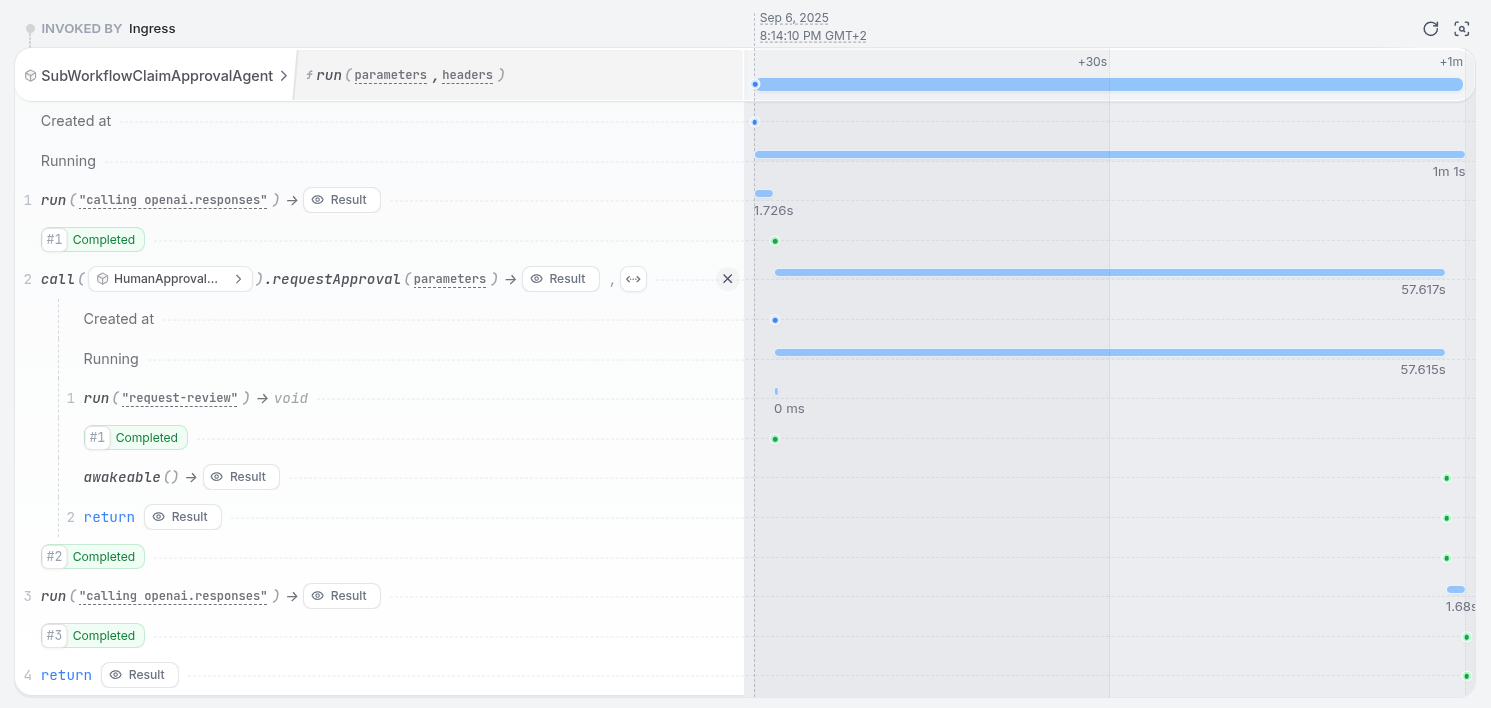 INVOKED BY Ingress
Sep 6, 2025
8:14:10 PM GMT+2
SubWorkflowClaimApprovalAgent
run(parameters,headers)
+30s
+1m
Created at
Running
1m 1s
1 run("calling openai.responses") → Result
1.726s
#1 Completed
2 call(HumanApproval... ).requestApproval(parameters) → Result ,
57.617s
Created at
Running
57.615s
1 run("request-review") → void
0 ms
#1 Completed
awakeable() → Result
2 return Result
#2 Completed
3 run("calling openai.responses") → Result
1.68s
#3 Completed
4 return Result